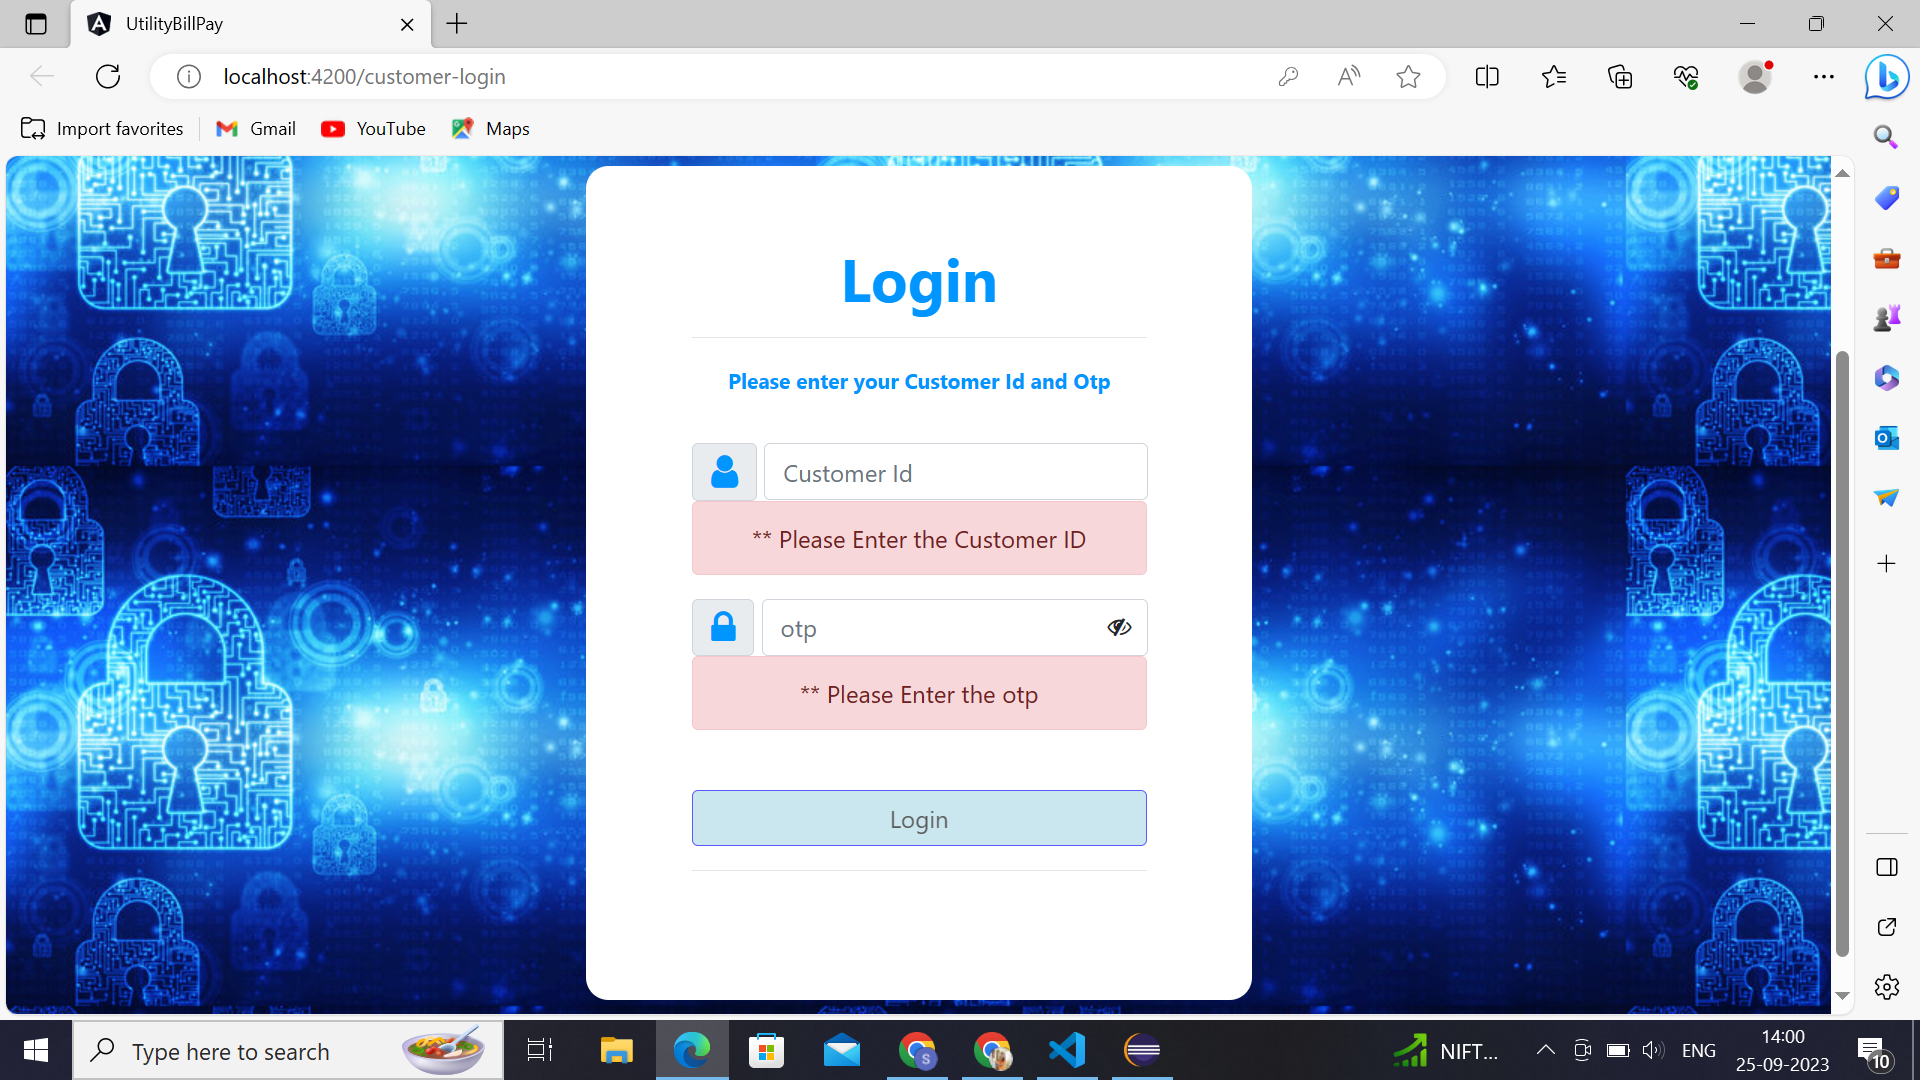 UtilityBillPay
localhost:4200/customer-login
Import favorites
Gmail
YouTube
Maps
Login
Please enter your Customer Id and Otp
Customer Id
** Please Enter the Customer ID
otp
** Please Enter the otp
Login
Type here to search
S
NIFT...
ENG
14:00
25-09-2023
10